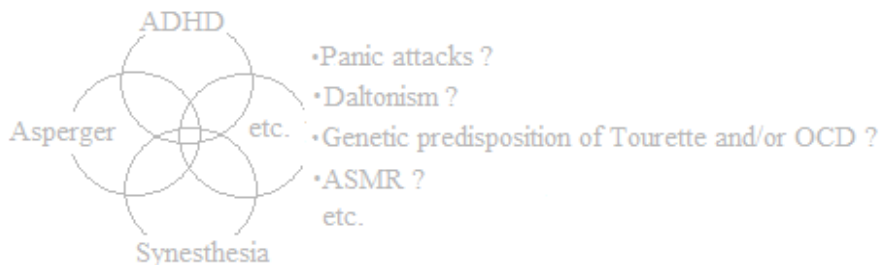 ADHD
Asperger
etc.
Synesthesia
•Panic attacks ?
•Daltonism ?
•Genetic predisposition of Tourette and/or OCD ?
•ASMR ?
etc.